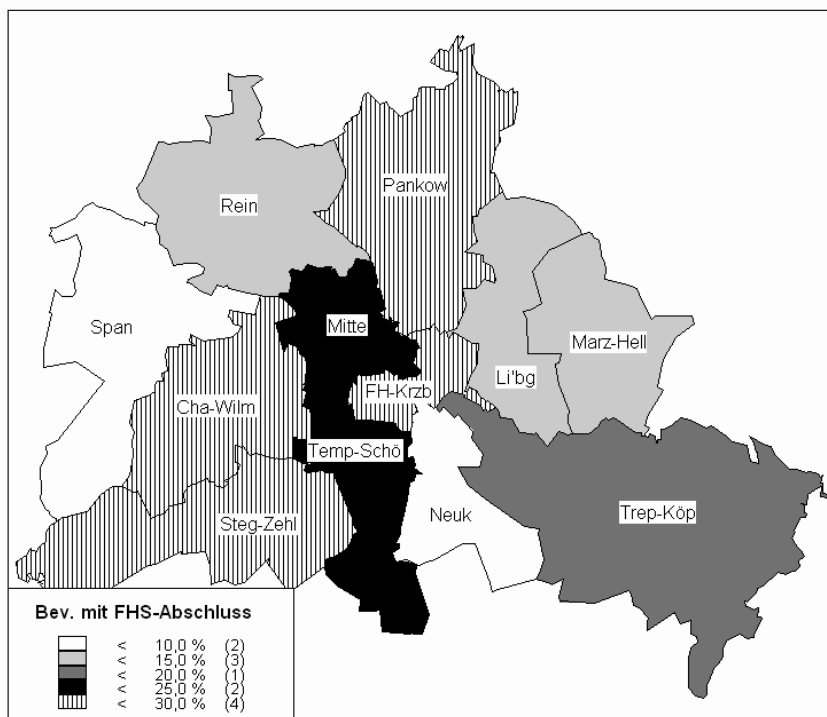 Pankow
Rein
Span
Mitte
Marz-Hell
FH-Krzb
Li'bg
Cha-Wilm
Temp-Schö
Steg-Zehl
Neuk
Trep-Köp
Bev. mit FHS-Abschluss
< 10,0 % (2)
< 15,0 % (3)
< 20,0 % (1)
< 25,0 % (2)
< 30,0 % (4)